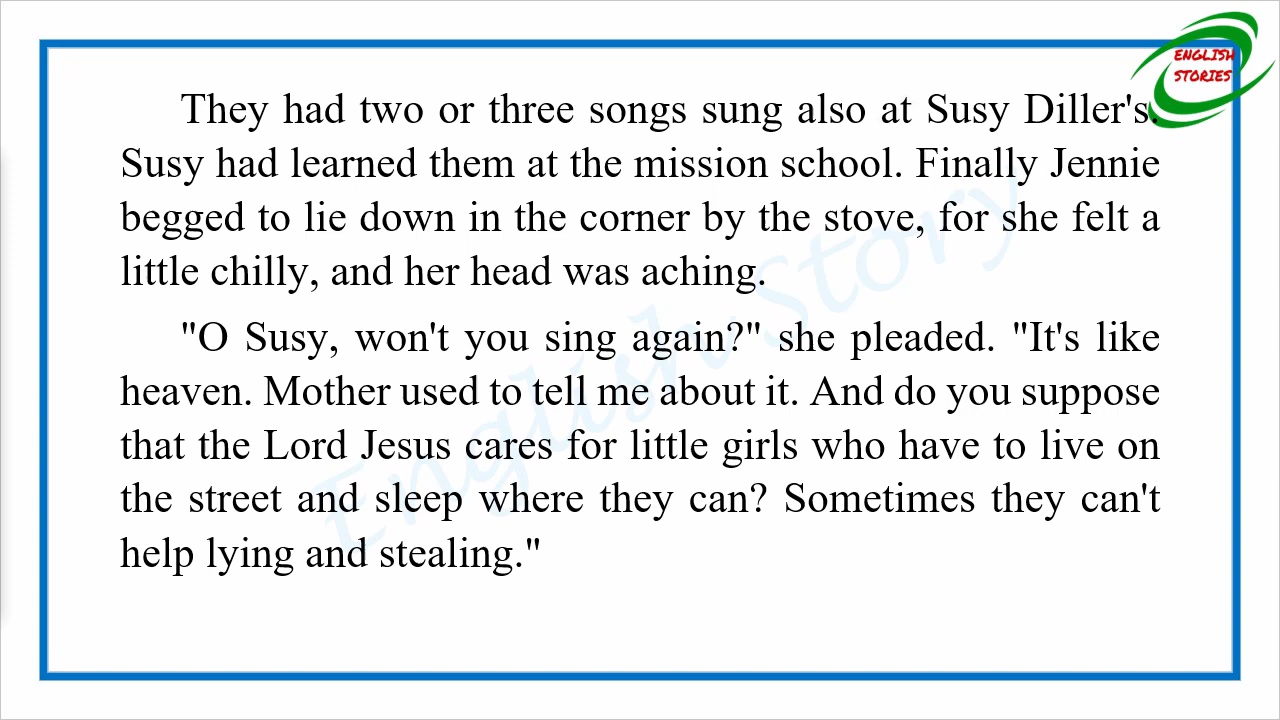 ENGLISH
STORIES
They had two or three songs sung also at Susy Diller's.
Susy had learned them at the mission school. Finally Jennie
begged to lie down in the corner by the stove, for she felt a
little chilly, and her head was aching.
"O Susy, won't you sing again?" she pleaded. "It's like
heaven. Mother used to tell me about it. And do you suppose
that the Lord Jesus cares for little girls who have to live on
the street and sleep where they can? Sometimes they can't
help lying and stealing."
English Story